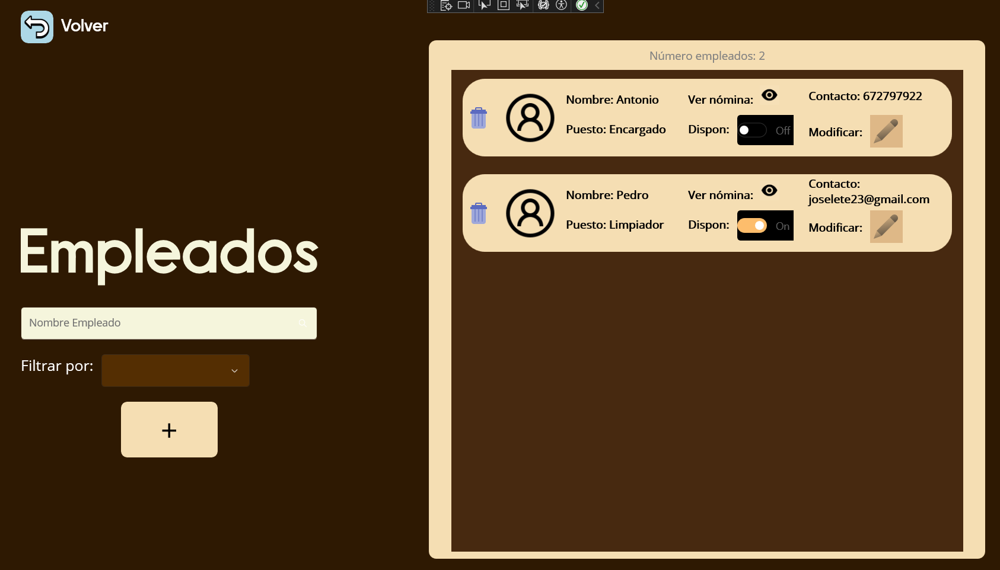 Volver
Empleados
Nombre Empleado
Filtrar por:
+
Número empleados: 2
Nombre: Antonio
Ver nómina:
Contacto: 672797922
Puesto: Encargado
Dispon:
Off
Modificar:
Nombre: Pedro
Ver nómina:
Contacto:
joselete23@gmail.com
Puesto: Limpiador
Dispon:
On
Modificar: